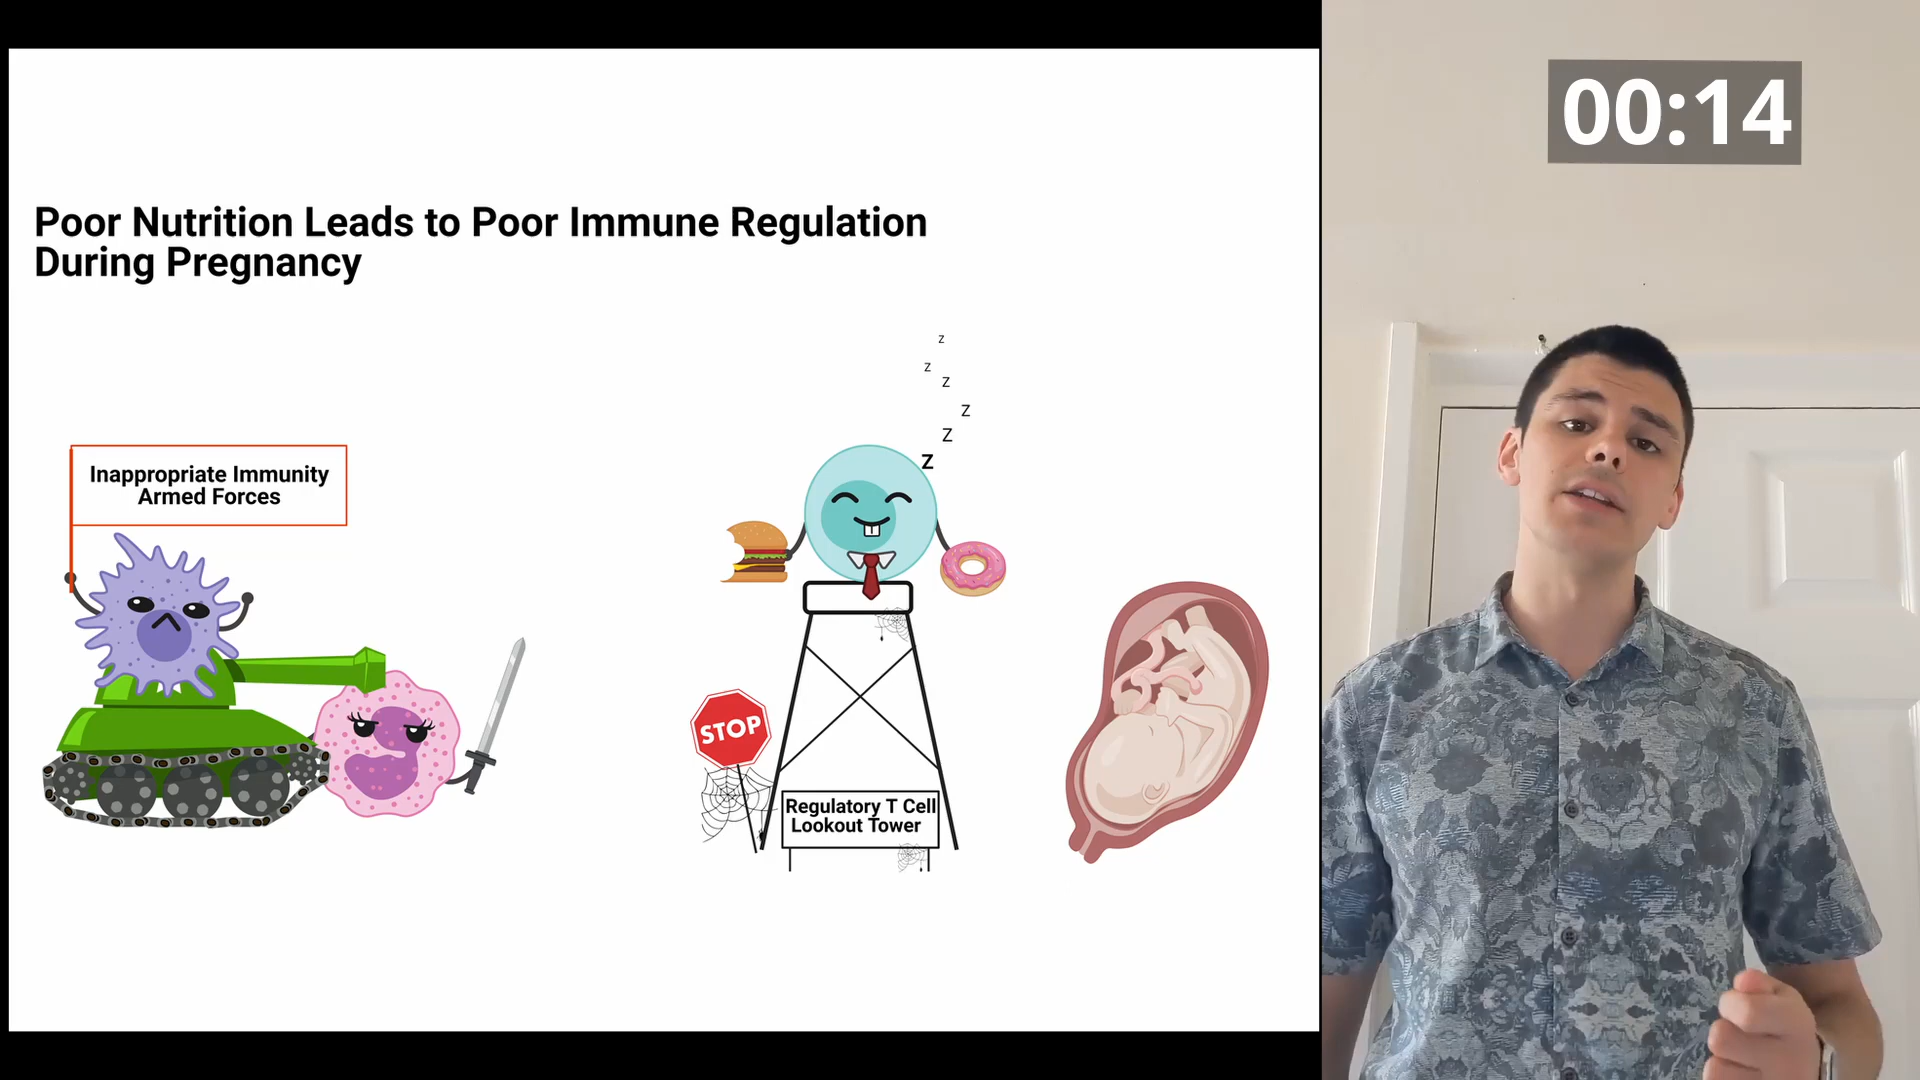 00:14
Poor Nutrition Leads to Poor Immune Regulation
During Pregnancy
z
z
z
z
z
z
Inappropriate Immunity
Armed Forces
STOP
Regulatory T Cell
Lookout Tower